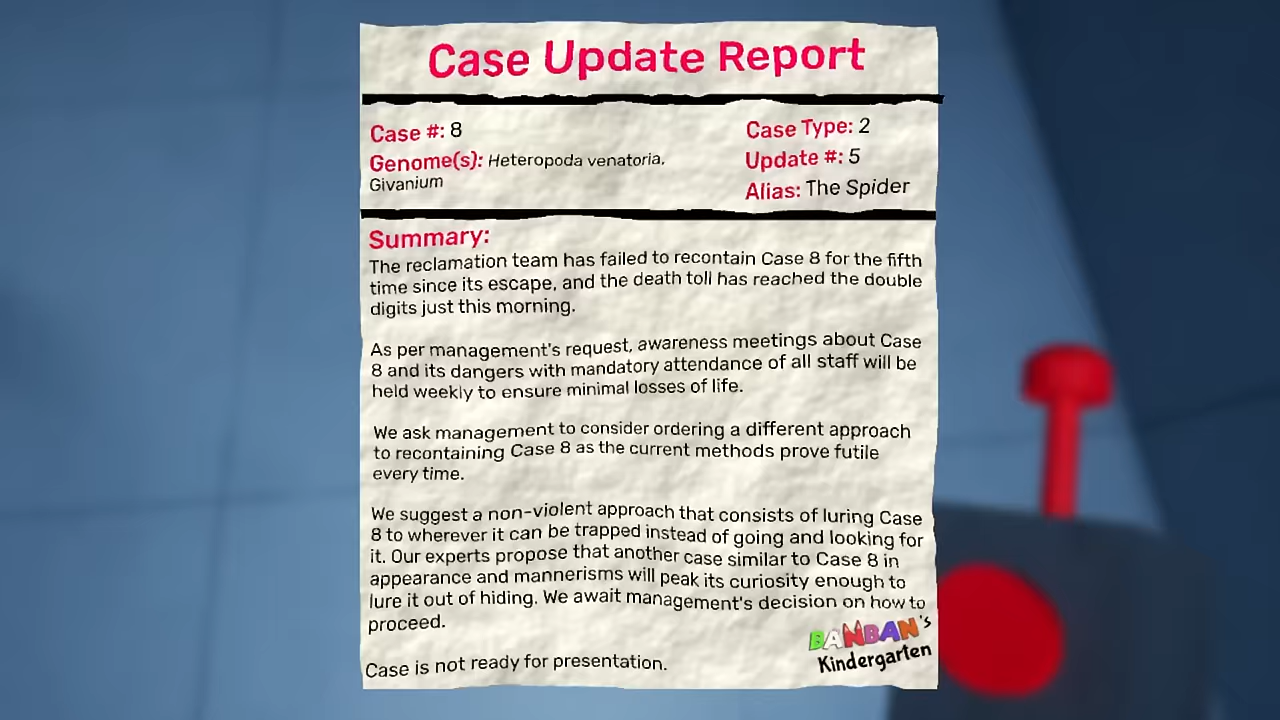 Case Update Report
Case #: 8
Genome(s): Heteropoda venatoria.
Givanium
Case Type: 2
Update #: 5
Alias: The Spider
Summary:
The reclamation team has failed to recontain Case 8 for the fifth
time since its escape, and the death toll has reached the double
digits just this morning.
As per management's request, awareness meetings about Case
8 and its dangers with mandatory attendance of all staff will be
held weekly to ensure minimal losses of life.
We ask management to consider ordering a different approach
to recontaining Case 8 as the current methods prove futile
every time.
We suggest a non-violent approach that consists of luring Case
8 to wherever it can be trapped instead of going and looking for
it. Our experts propose that another case similar to Case 8 in
appearance and mannerisms will peak its curiosity enough to
lure it out of hiding. We await management's decision on how to
proceed.
Case is not ready for presentation.
BANBAN's
Kindergarten